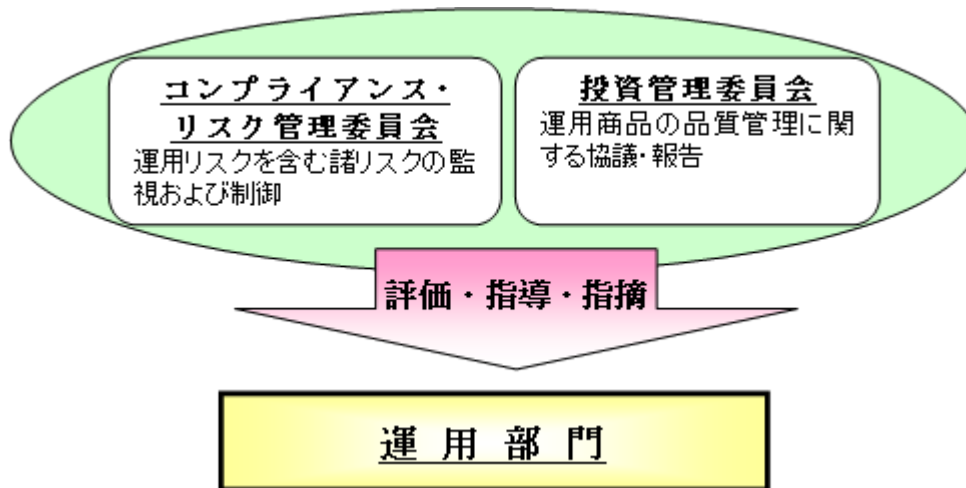 コンプライアンス・
リスク管理委員会
運用リスクを含む諸リスクの監
視および制御
投資管理委員会
運用商品の品質管理に関
する協議・報告
評価・指導・指摘
運用部門